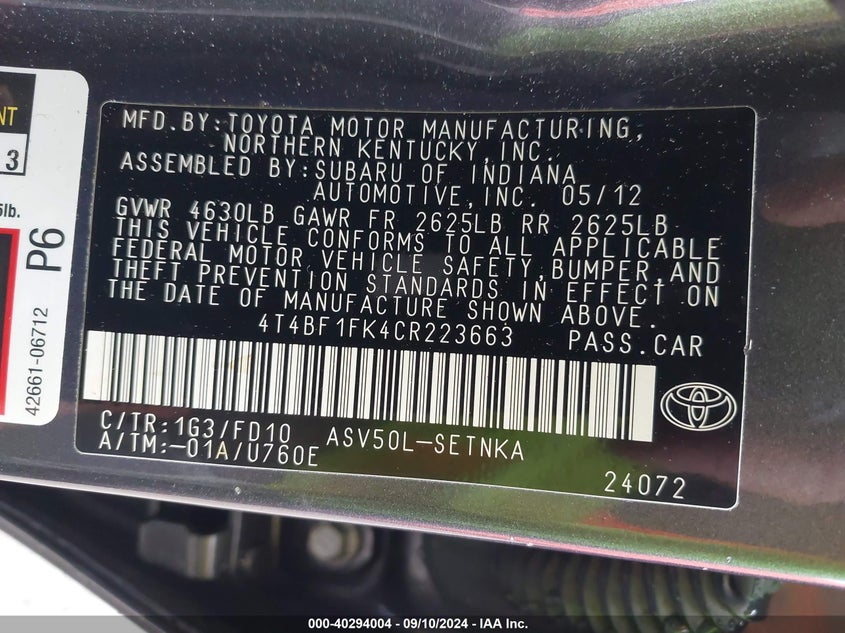 NT
3
5lb.
P6
42661-06712
MFD.BY:TOYOTA MOTOR MANUFACTURING,
NORTHERN KENTUCKY,INC.
ASSEMBLED BY:SUBARU OF INDIANA
AUTOMOTIVE,INC. 05/12
GVWR 4630LB GAWR FR 2625LB RR 2625LB
THIS VEHICLE CONFORMS TO ALL APPLICABLE
FEDERAL MOTOR VEHICLE SAFETY,BUMPER,AND
THEFT PREVENTION STANDARDS IN EFFECT ON
THE DATE OF MANUFACTURE SHOWN ABOVE.
4T4BF1FK4CR223663 PASS.CAR
C/TR:1G3/FD10 ASV50L-SETNKA
A/TM:-01A/U760E
24072
000-40294004 - 09/10/2024 - IAA Inc.